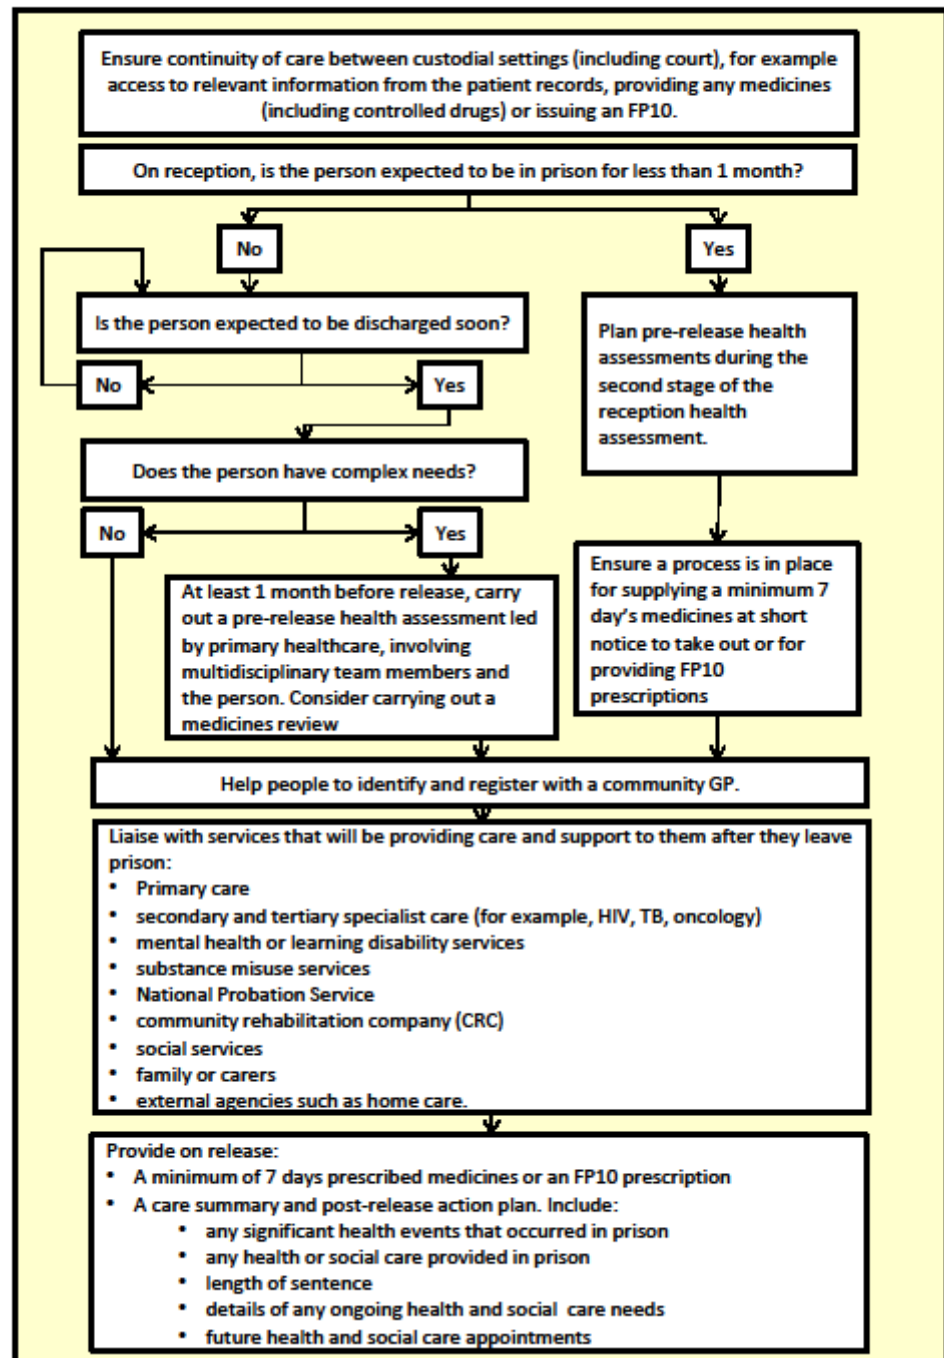 Ensure continuity of care between custodial settings (including court), for example
access to relevant information from the patient records, providing any medicines
(including controlled drugs) or issuing an FP10.
On reception, is the person expected to be in prison for less than 1 month?
No
Yes
Is the person expected to be discharged soon?
No
Yes
Plan pre-release health
assessments during the
second stage of the
reception health
assessment.
Does the person have complex needs?
No
Yes
At least 1 month before release, carry
out a pre-release health assessment led
by primary healthcare, involving
multidisciplinary team members and
the person. Consider carrying out a
medicines review
Ensure a process is in place
for supplying a minimum 7
day's medicines at short
notice to take out or for
providing FP10
prescriptions
Help people to identify and register with a community GP.
Liaise with services that will be providing care and support to them after they leave
prison:
• Primary care
• secondary and tertiary specialist care (for example, HIV, TB, oncology)
• mental health or learning disability services
• substance misuse services
• National Probation Service
• community rehabilitation company (CRC)
• social services
• family or carers
• external agencies such as home care.
Provide on release:
• A minimum of 7 days prescribed medicines or an FP10 prescription
• A care summary and post-release action plan. Include:
• any significant health events that occurred in prison
• any health or social care provided in prison
• length of sentence
• details of any ongoing health and social care needs
• future health and social care appointments